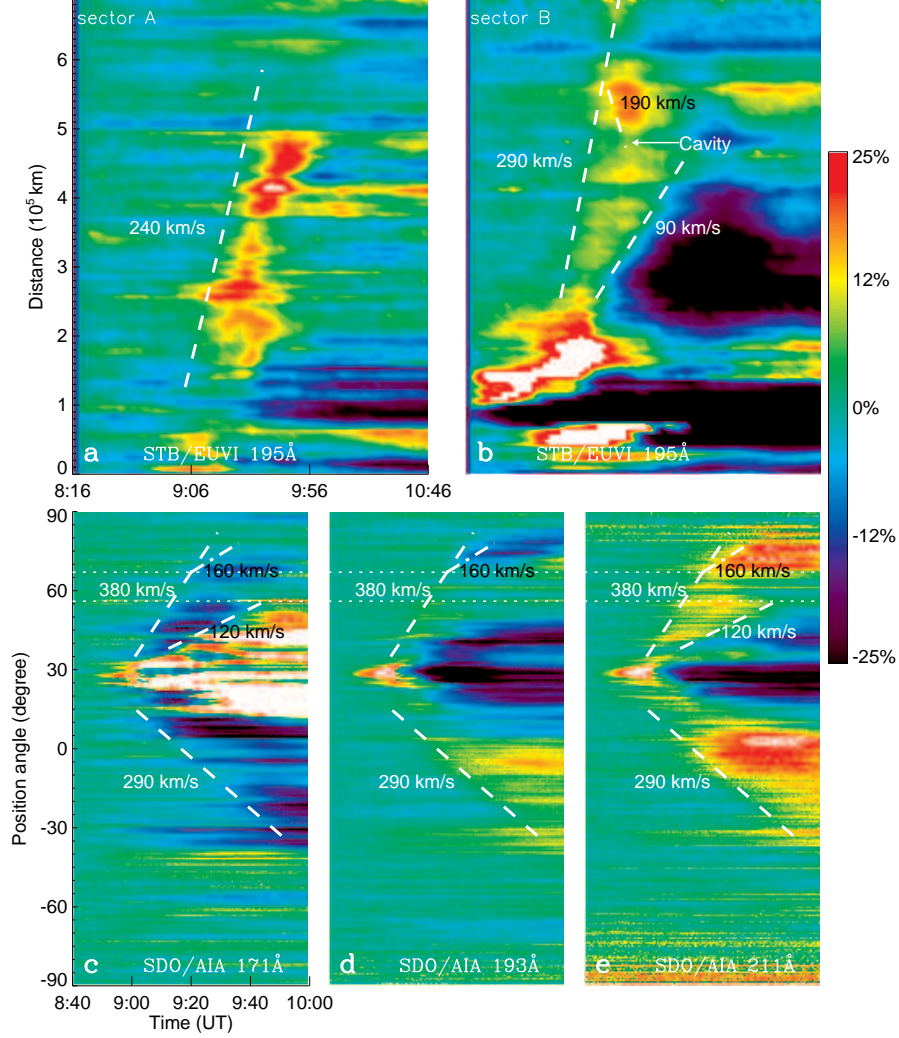 sector A
sector B
6
5
4
3
2
1
0
Distance (10⁵ km)
240 km/s
290 km/s
190 km/s
Cavity
90 km/s
a STB/EUVI 195Å
b STB/EUVI 195Å
8:16 9:06 9:56 10:46
25%
12%
0%
-12%
-25%
90
60
30
0
-30
-60
-90
Position angle (degree)
380 km/s
160 km/s
120 km/s
290 km/s
c SDO/AIA 171Å
380 km/s
160 km/s
290 km/s
d SDO/AIA 193Å
380 km/s
160 km/s
120 km/s
290 km/s
e SDO/AIA 211Å
8:40 9:00 9:20 9:40 10:00
Time (UT)